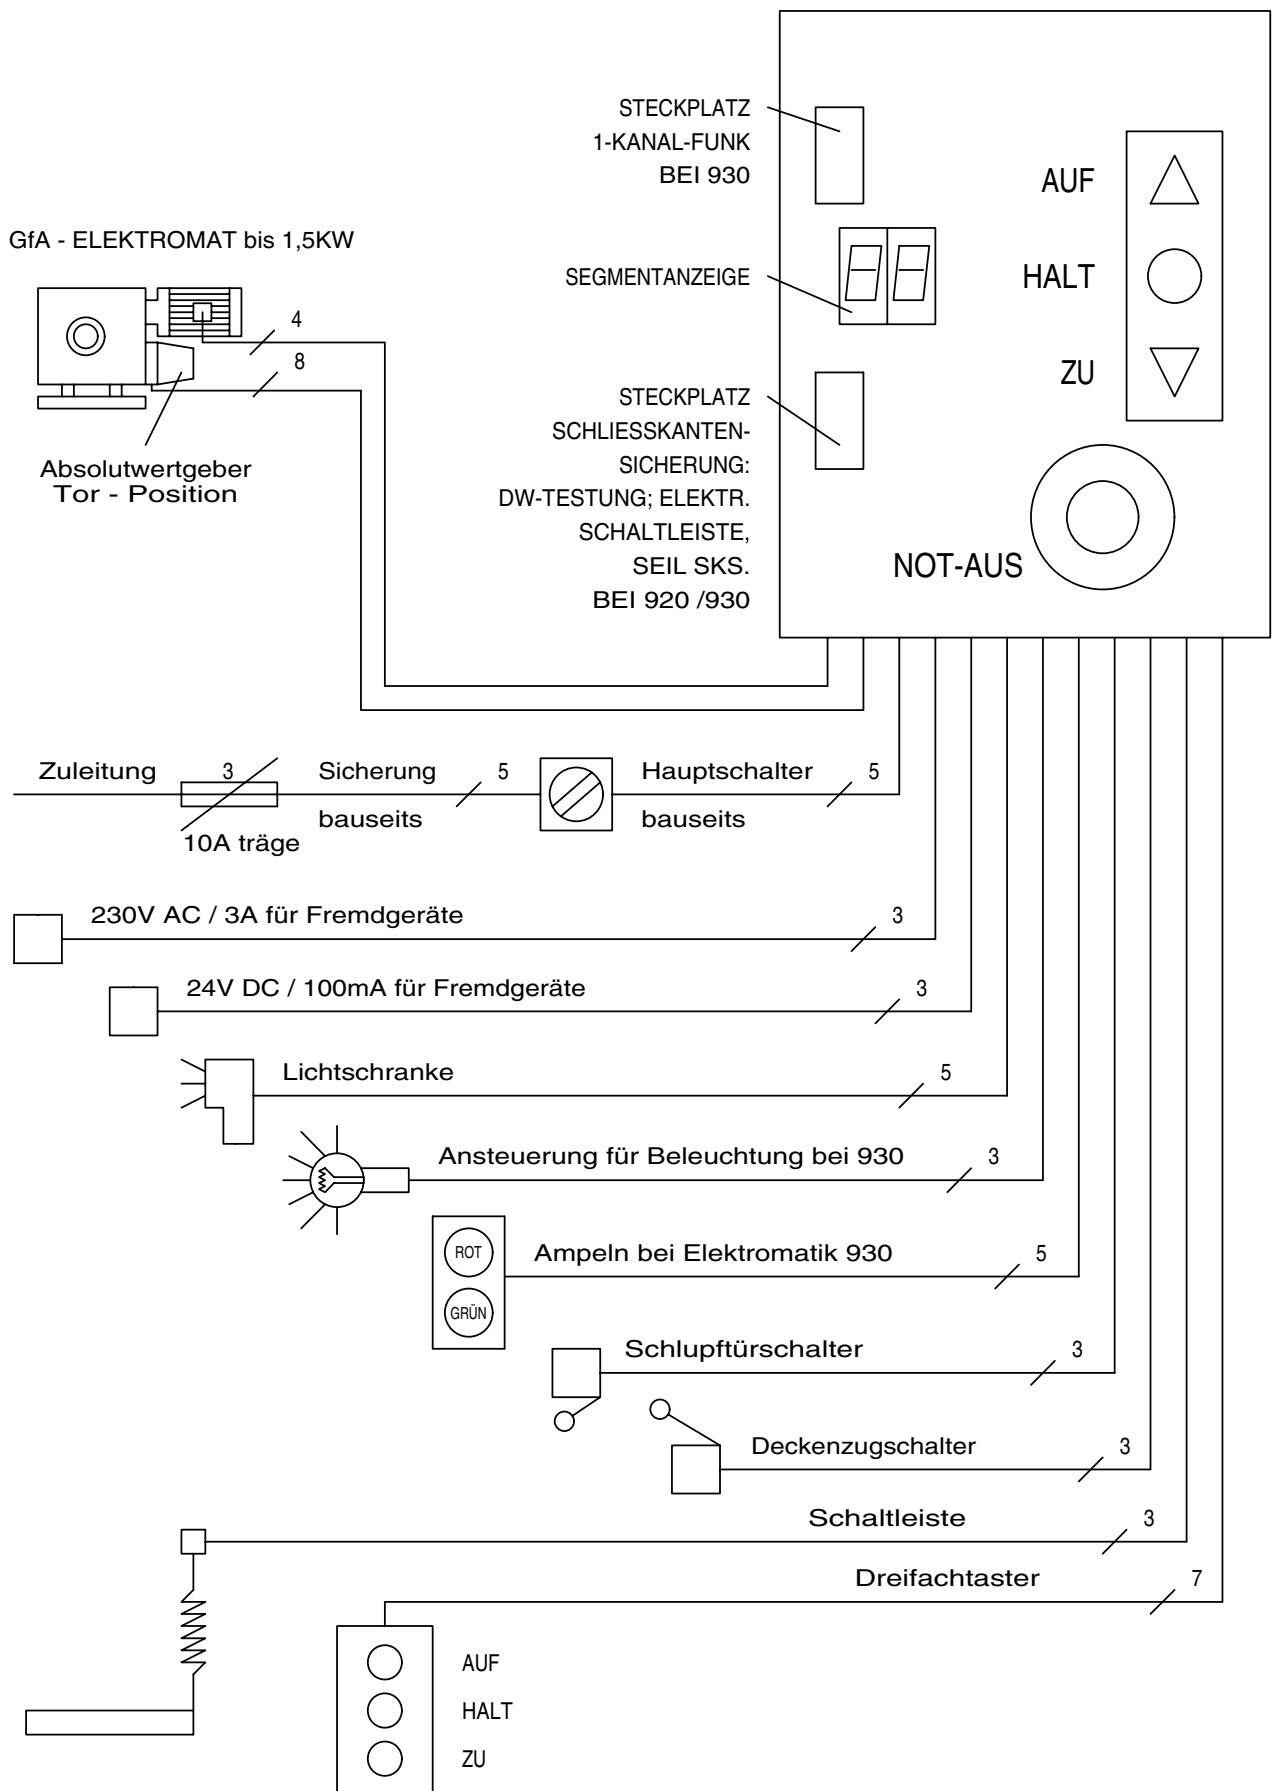 STECKPLATZ
1-KANAL-FUNK
BEI 930
AUF
GfA - ELEKTROMAT bis 1,5KW
SEGMENTANZEIGE
HALT
4
8
ZU
STECKPLATZ
SCHLIESSKANTEN-
SICHERUNG:
DW-TESTUNG; ELEKTR.
SCHALTLEISTE,
SEIL SKS.
BEI 920 /930
Absolutwertgeber
Tor - Position
NOT-AUS
Zuleitung
3
10A träge
Sicherung
bauseits
5
Hauptschalter
bauseits
5
230V AC / 3A für Fremdgeräte
3
24V DC / 100mA für Fremdgeräte
3
Lichtschranke
5
Ansteuerung für Beleuchtung bei 930
3
ROT
GRÜN
Ampeln bei Elektromatik 930
5
Schlupftürschalter
3
Deckenzugschalter
3
Schaltleiste
3
Dreifachtaster
7
AUF
HALT
ZU